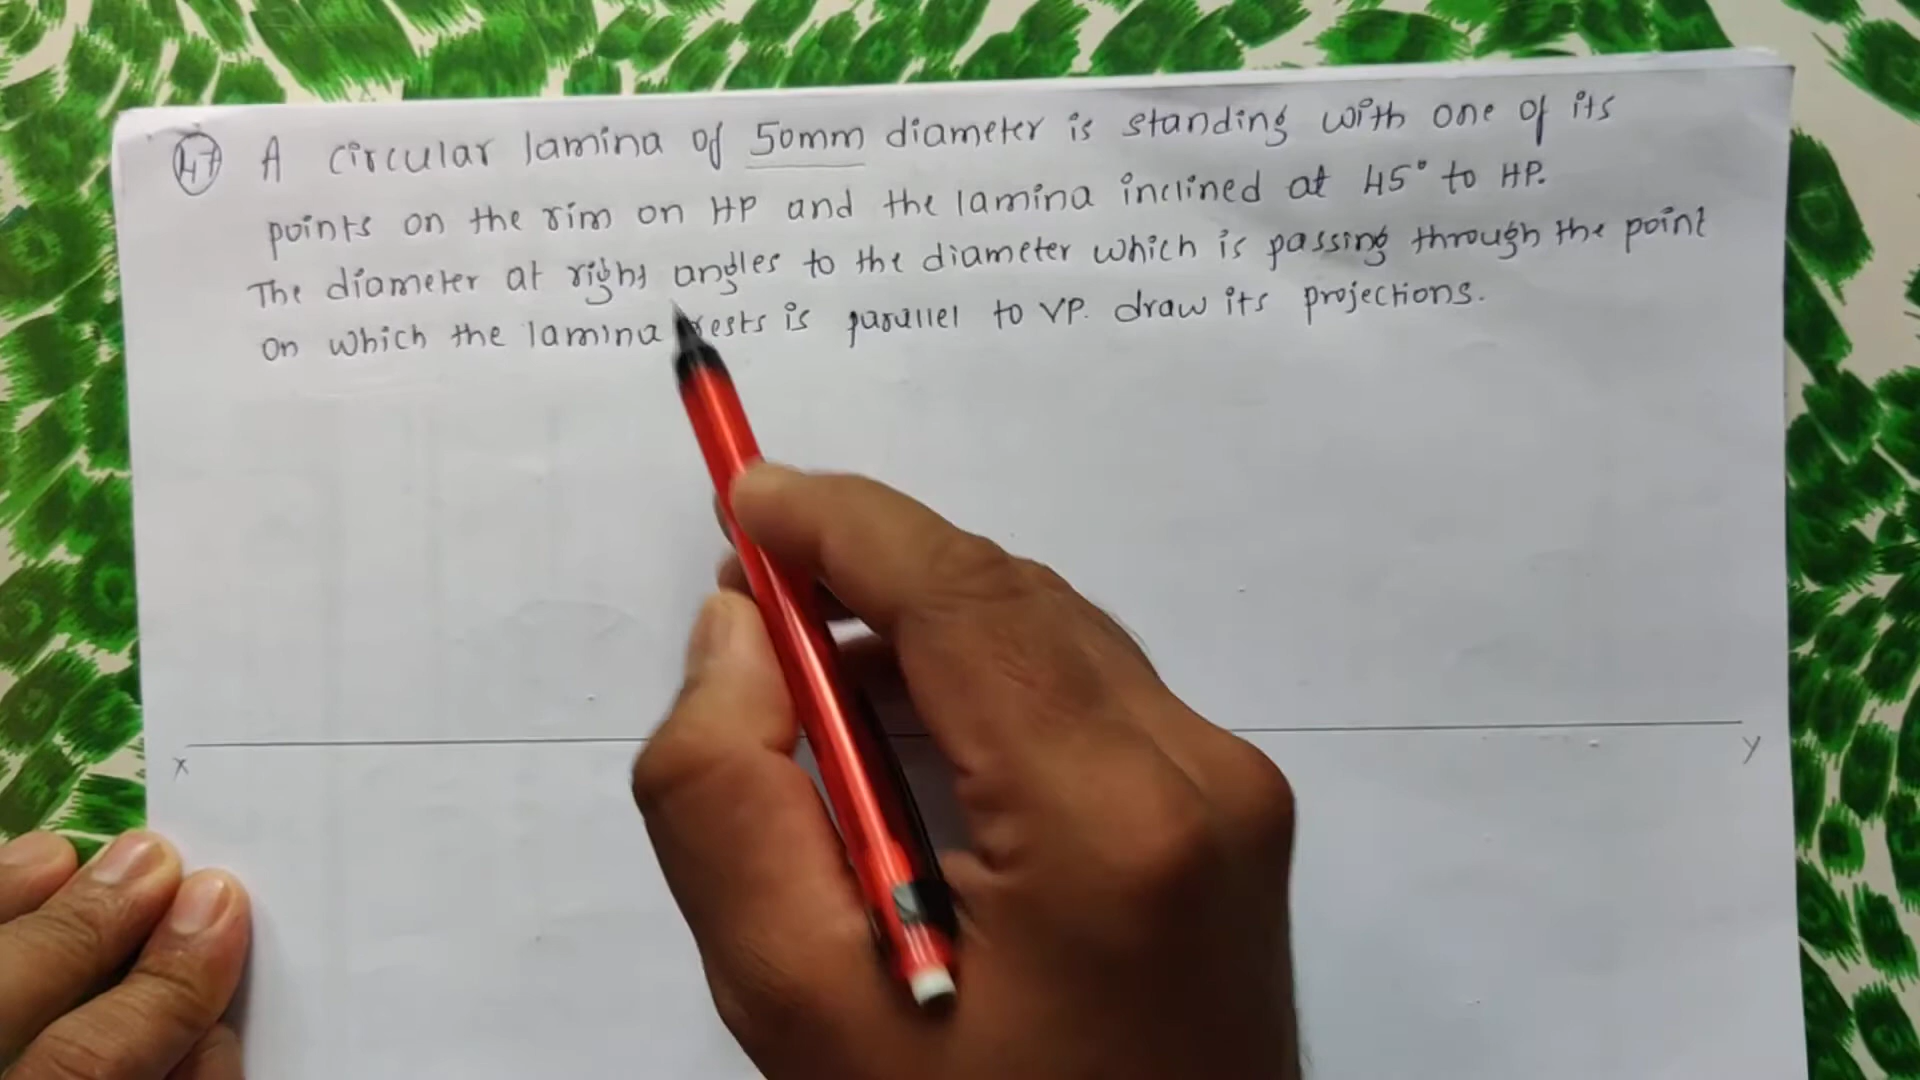 47 A circular lamina of 50mm diameter is standing with one of its
points on the rim on HP and the lamina inclined at 45° to HP.
The diameter at right angles to the diameter which is passing through the point
on which the lamina rests is parallel to VP. draw its projections.
x y